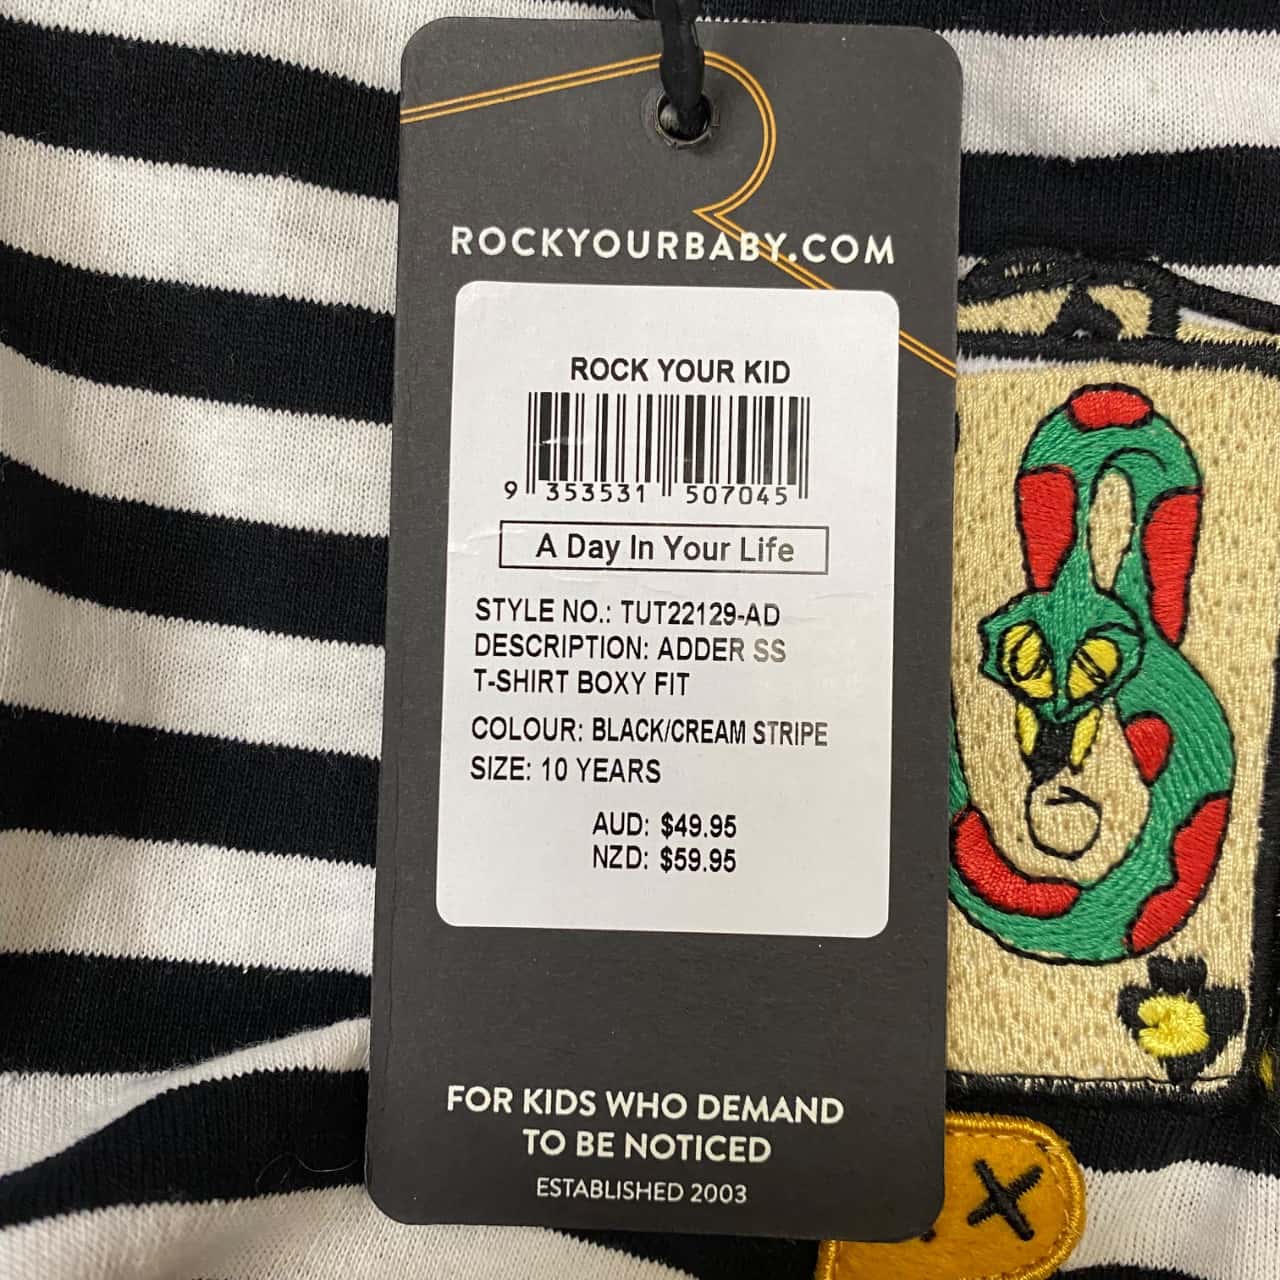 ROCKYOURBABY.COM
ROCK YOUR KID
9 353531 507045
A Day In Your Life
STYLE NO.: TUT22129-AD
DESCRIPTION: ADDER SS
T-SHIRT BOXY FIT
COLOUR: BLACK/CREAM STRIPE
SIZE: 10 YEARS
AUD: $49.95
NZD: $59.95
FOR KIDS WHO DEMAND
TO BE NOTICED
ESTABLISHED 2003